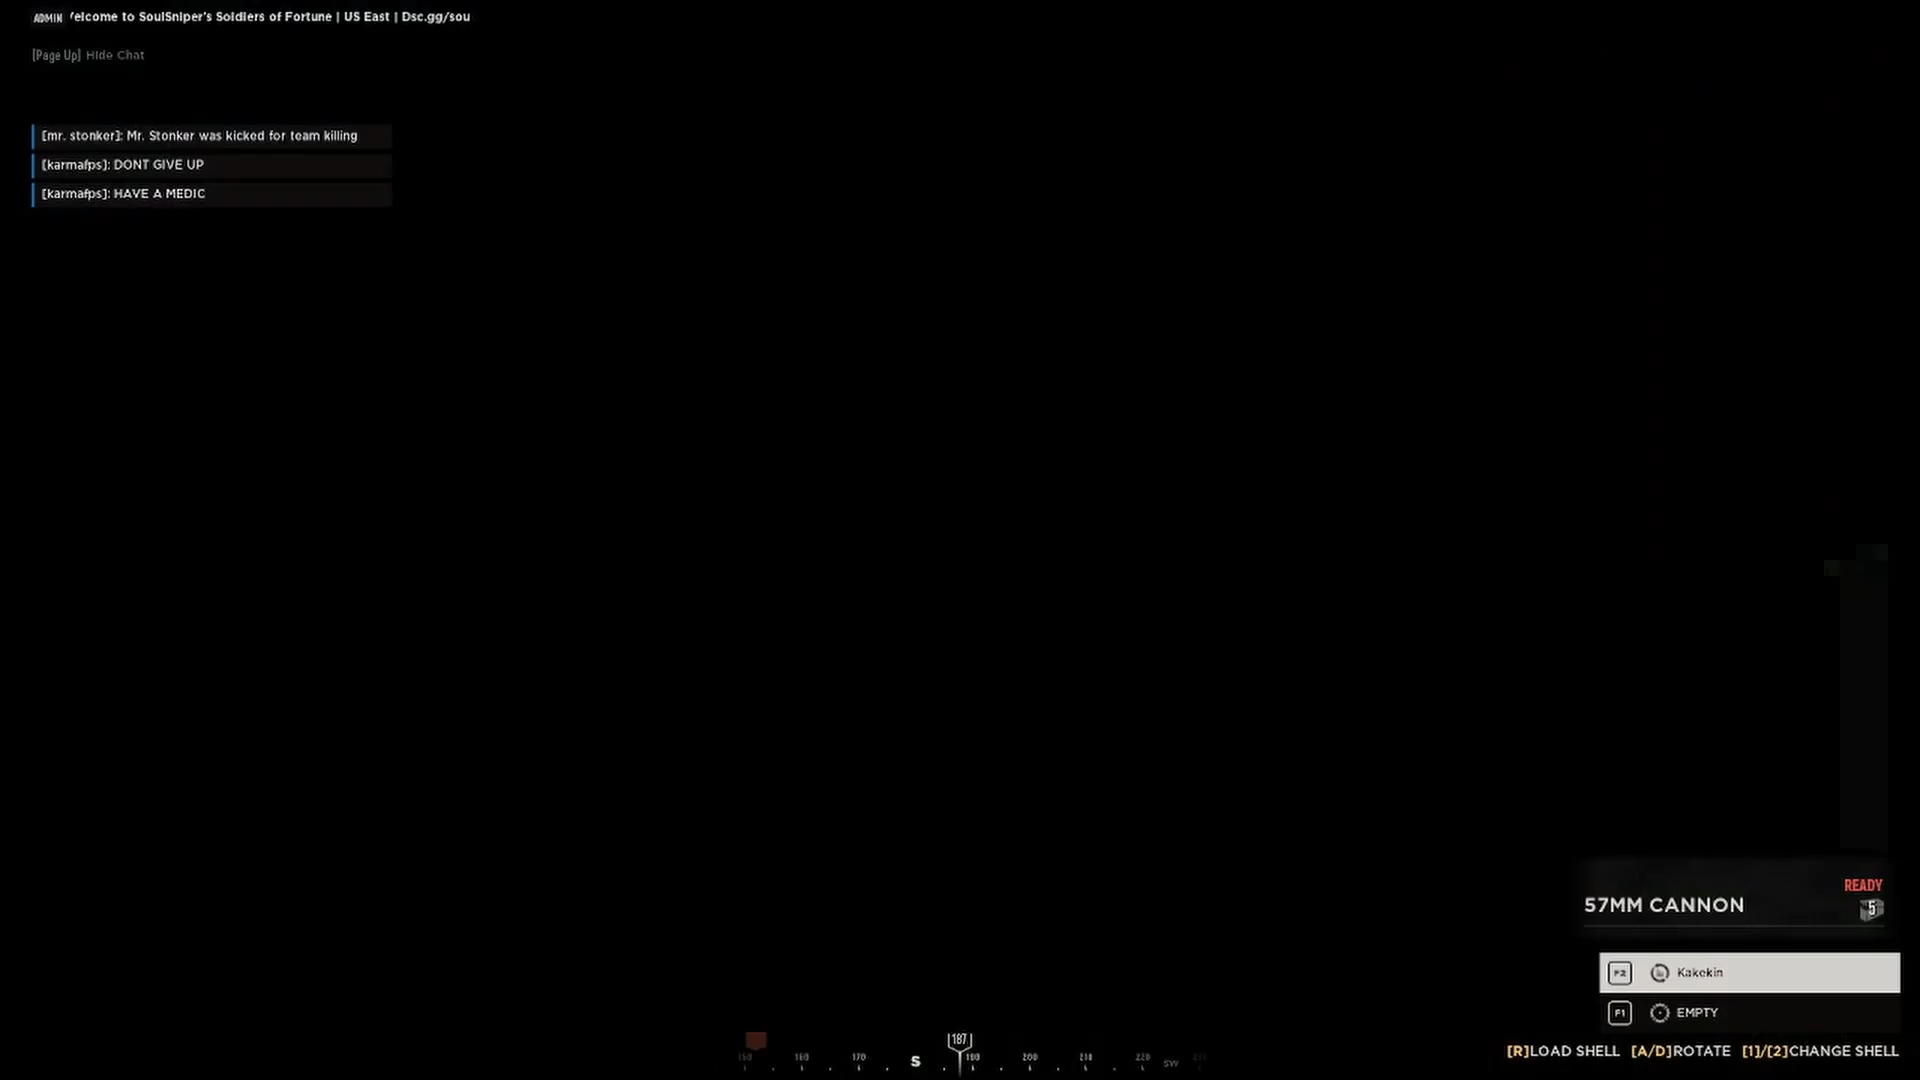 ADMIN 'elcome to SoulSniper's Soldiers of Fortune | US East | Dsc.gg/sou
[Page Up] Hide Chat
[mr. stonker]: Mr. Stonker was kicked for team killing
[karmafps]: DONT GIVE UP
[karmafps]: HAVE A MEDIC
READY
57MM CANNON 5
F2 Kakekin
F1 EMPTY
187
150 160 170 S 190 200 210 220 SW
[R]LOAD SHELL [A/D]ROTATE [1]/[2]CHANGE SHELL